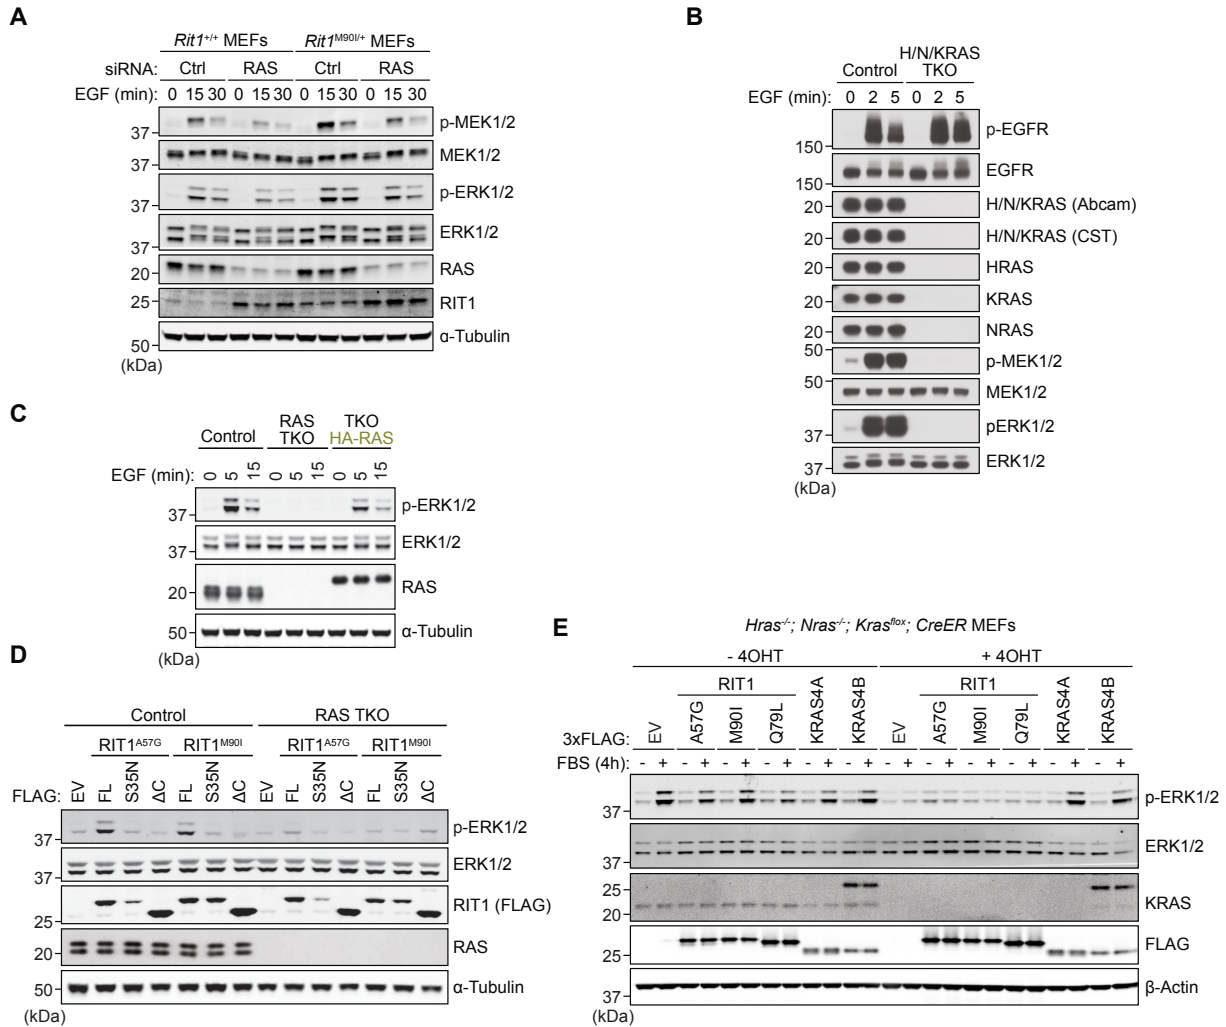 A
Rit1+/+ MEFs Rit1M90I/+ MEFs
siRNA: Ctrl RAS Ctrl RAS
EGF (min): 0 15 30 0 15 30 0 15 30 0 15 30
37 p-MEK1/2
37 MEK1/2
37 p-ERK1/2
37 ERK1/2
20 RAS
25 RIT1
50 α-Tubulin
(kDa)
B
H/N/KRAS
Control TKO
EGF (min): 0 2 5 0 2 5
150 p-EGFR
150 EGFR
20 H/N/KRAS (Abcam)
20 H/N/KRAS (CST)
20 HRAS
20 KRAS
20 NRAS
50 p-MEK1/2
50 MEK1/2
37 pERK1/2
37 ERK1/2
(kDa)
C
Control RAS TKO TKO HA-RAS
EGF (min): 0 5 15 0 5 15 0 5 15
37 p-ERK1/2
37 ERK1/2
20 RAS
50 α-Tubulin
(kDa)
D
Control RAS TKO
RIT1A57G RIT1M90I RIT1A57G RIT1M90I
FLAG: EV FL S35N ΔC FL S35N ΔC EV FL S35N ΔC FL S35N ΔC
37 p-ERK1/2
37 ERK1/2
25 RIT1 (FLAG)
20 RAS
50 α-Tubulin
(kDa)
E
Hras-/-; Nras-/-; Krasflox; CreER MEFs
- 4OHT + 4OHT
RIT1 RIT1
3xFLAG: EV A57G M90I Q79L KRAS4A KRAS4B EV A57G M90I Q79L KRAS4A KRAS4B
FBS (4h): - + - + - + - + - + - + - + - + - + - + - + - +
37 p-ERK1/2
37 ERK1/2
25 20 KRAS
25 FLAG
37 β-Actin
(kDa)